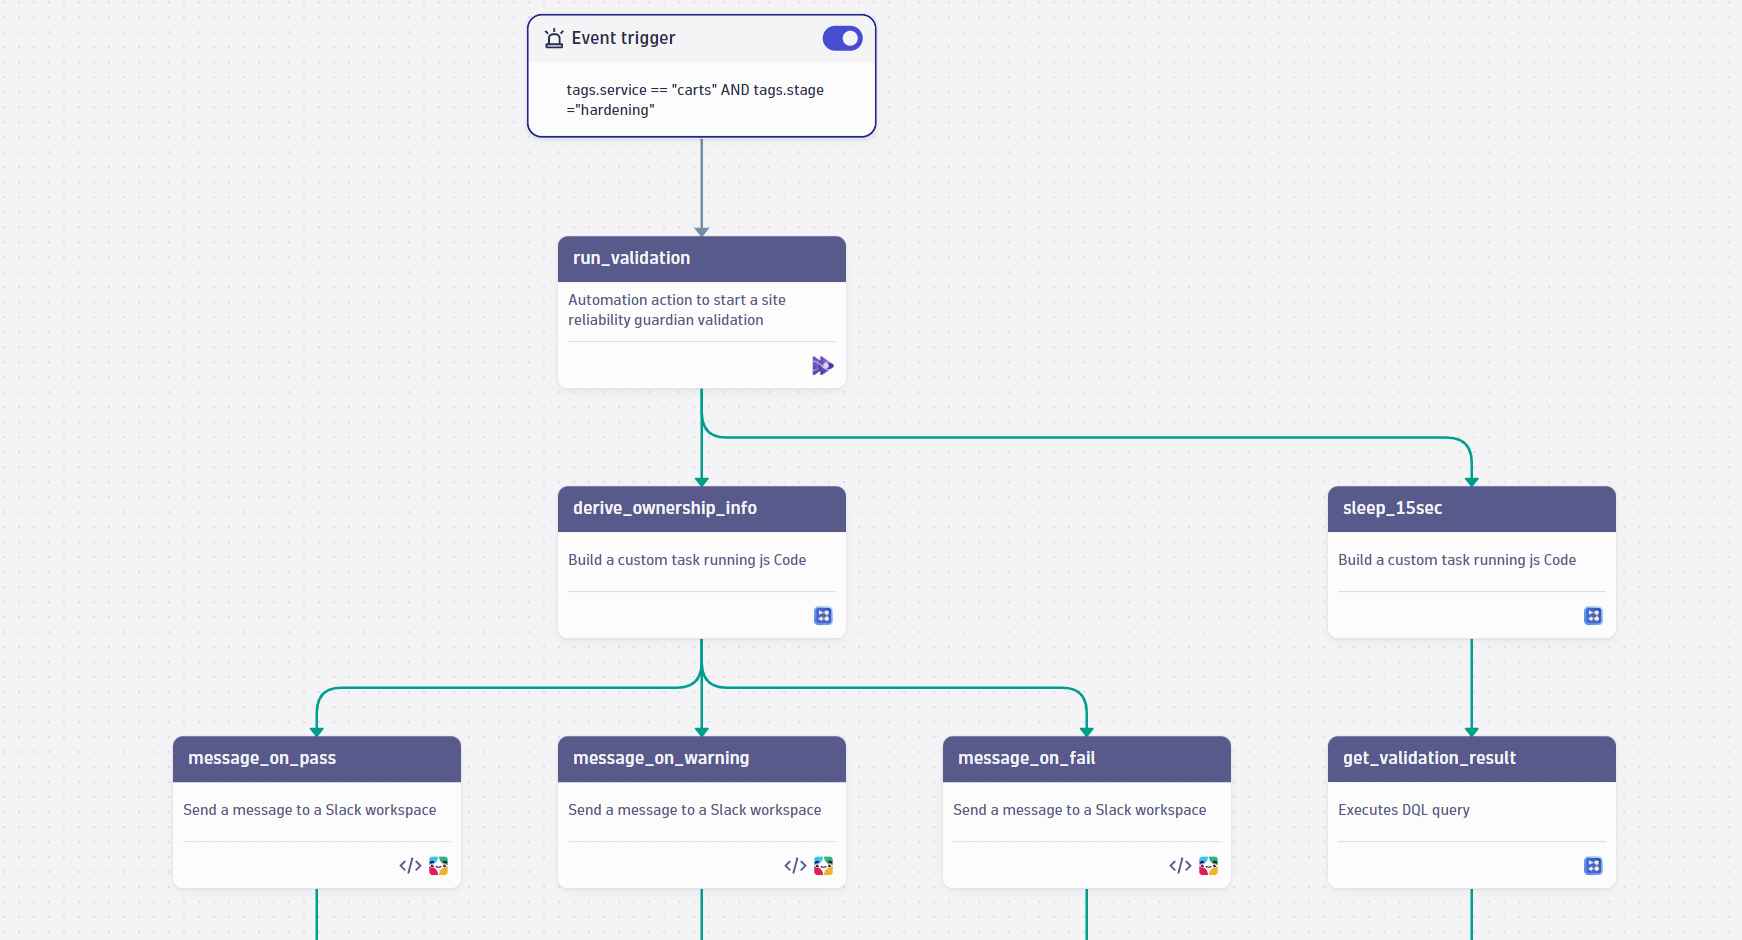 Event trigger
tags.service == "carts" AND tags.stage
="hardening"
run_validation
Automation action to start a site
reliability guardian validation
derive_ownership_info
Build a custom task running js Code
sleep_15sec
Build a custom task running js Code
message_on_pass
Send a message to a Slack workspace
message_on_warning
Send a message to a Slack workspace
message_on_fail
Send a message to a Slack workspace
get_validation_result
Executes DQL query